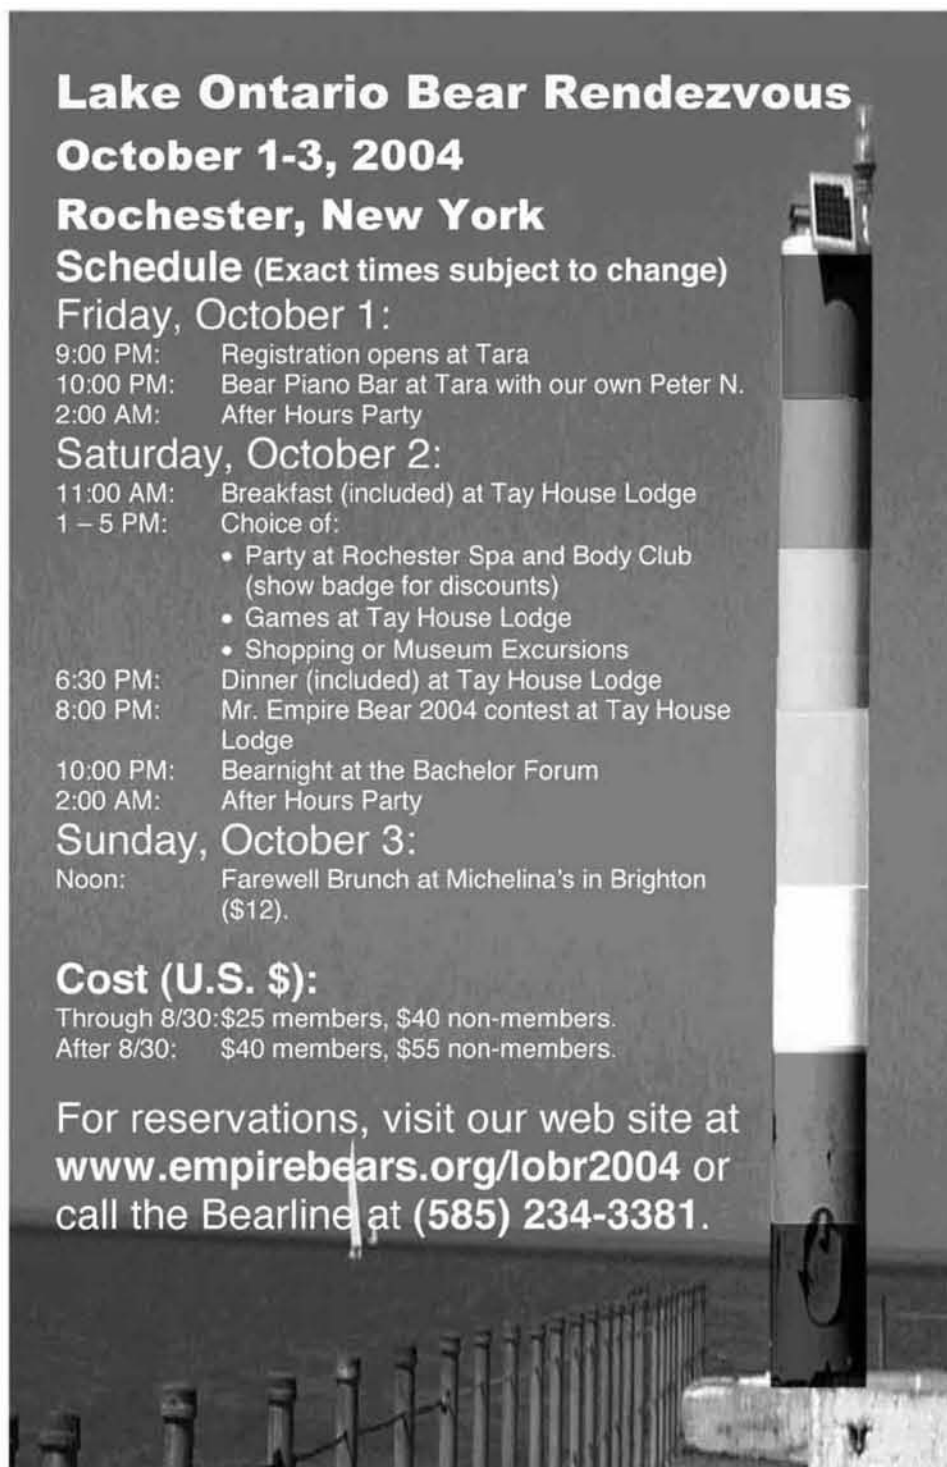 Lake Ontario Bear Rendezvous
October 1-3, 2004
Rochester, New York
Schedule (Exact times subject to change)
Friday, October 1:
9:00 PM: Registration opens at Tara
10:00 PM: Bear Piano Bar at Tara with our own Peter N.
2:00 AM: After Hours Party
Saturday, October 2:
11:00 AM: Breakfast (included) at Tay House Lodge
1 – 5 PM: Choice of:
• Party at Rochester Spa and Body Club
(show badge for discounts)
• Games at Tay House Lodge
• Shopping or Museum Excursions
6:30 PM: Dinner (included) at Tay House Lodge
8:00 PM: Mr. Empire Bear 2004 contest at Tay House
Lodge
10:00 PM: Bearnight at the Bachelor Forum
2:00 AM: After Hours Party
Sunday, October 3:
Noon: Farewell Brunch at Michelina's in Brighton
($12).
Cost (U.S. $):
Through 8/30:$25 members, $40 non-members.
After 8/30: $40 members, $55 non-members.
For reservations, visit our web site at
www.empirebears.org/lobr2004 or
call the Bearline at (585) 234-3381.